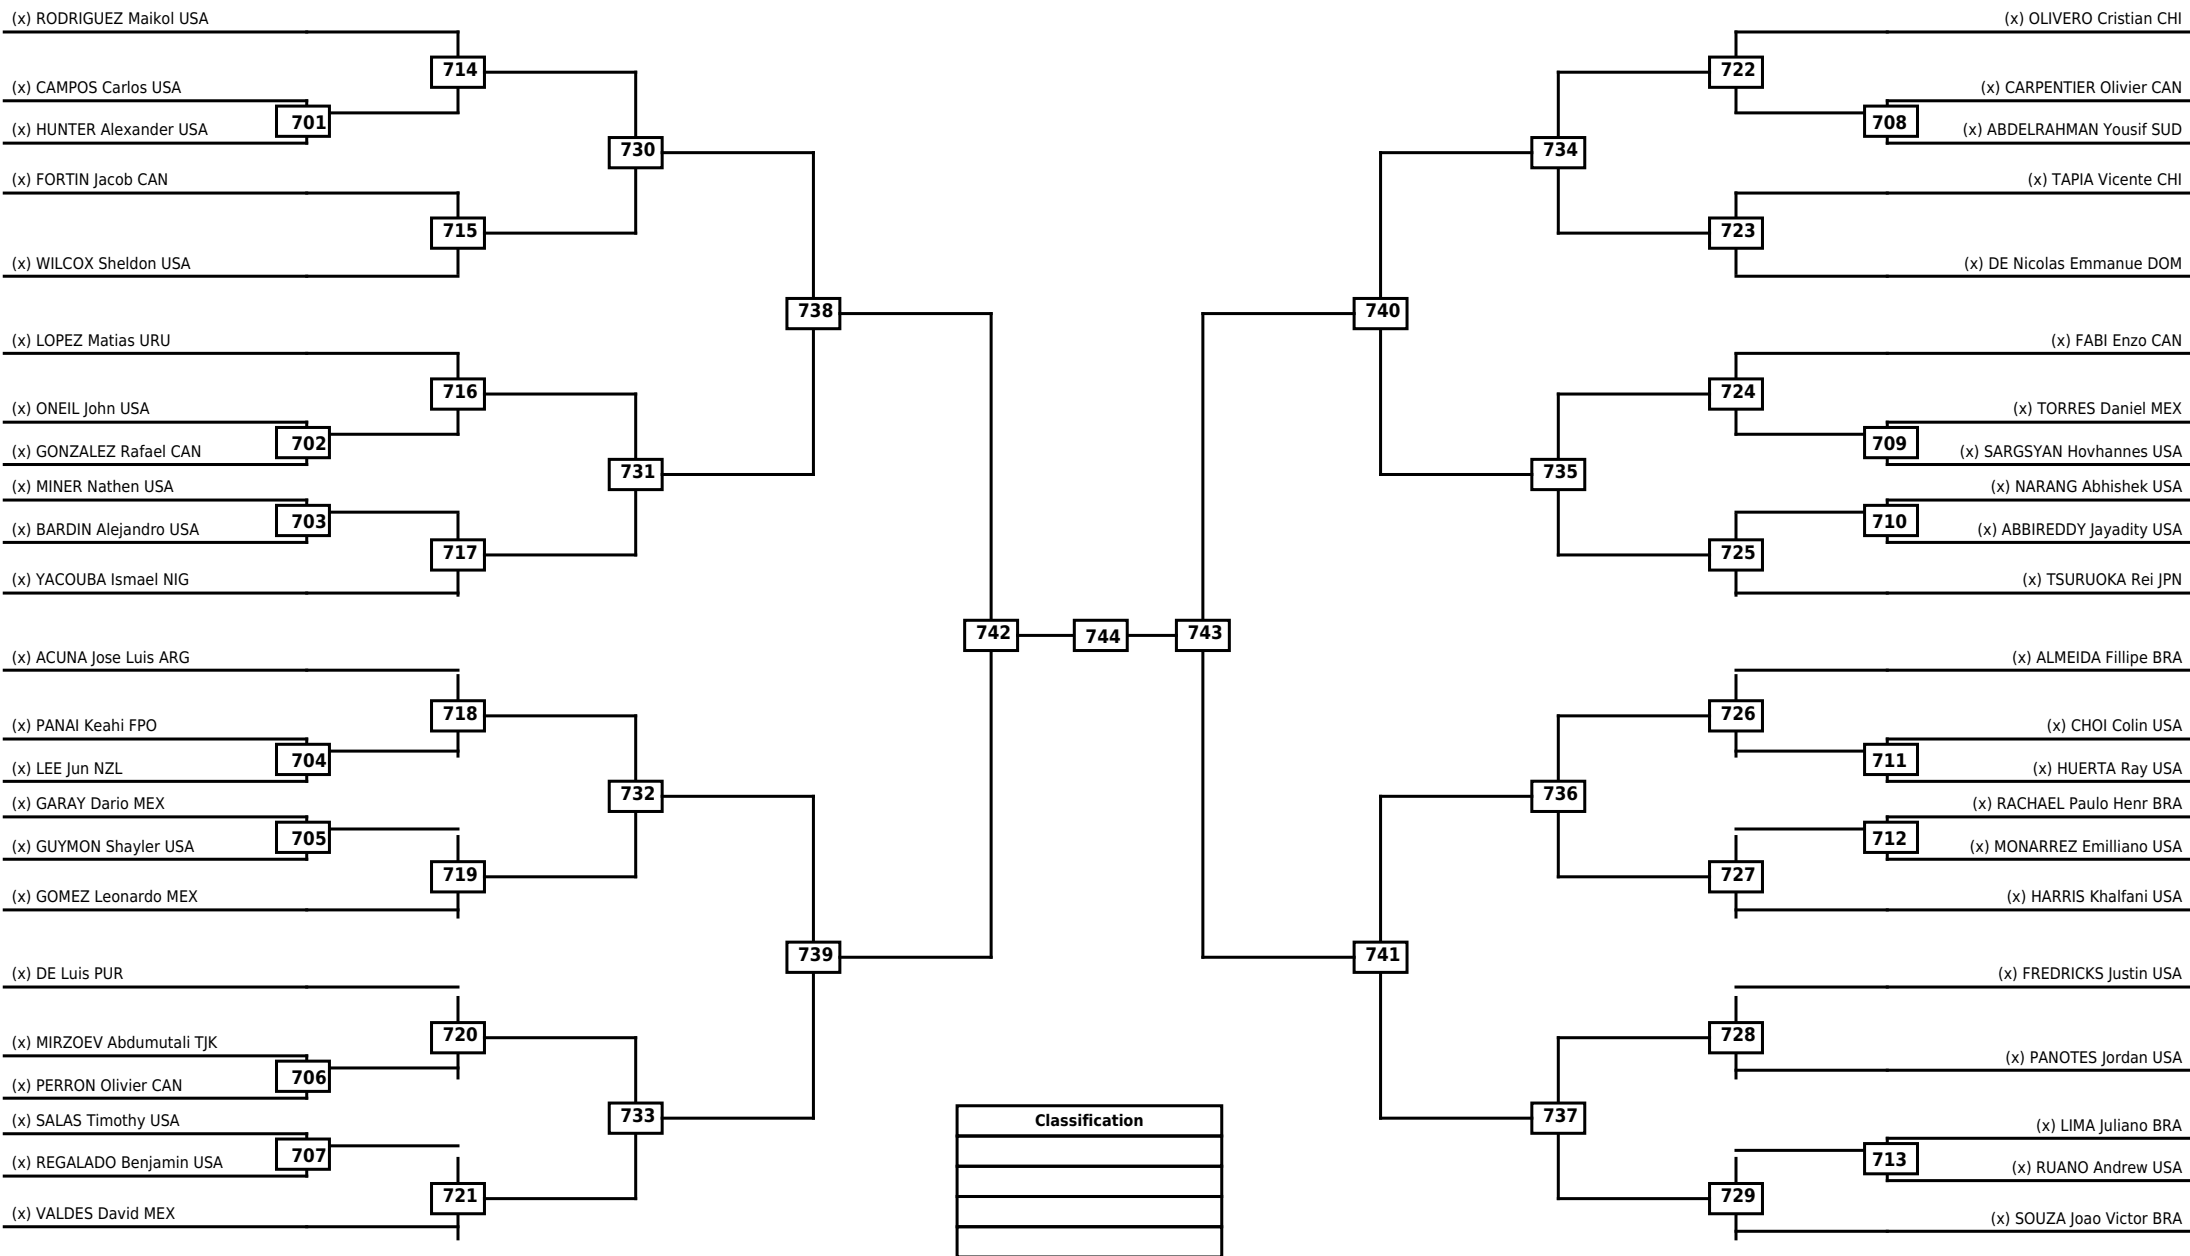 (x) RODRIGUEZ Maikol USA
714
(x) CAMPOS Carlos USA
701
(x) HUNTER Alexander USA
730
(x) FORTIN Jacob CAN
715
(x) WILCOX Sheldon USA
738
(x) LOPEZ Matias URU
716
(x) ONEIL John USA
702
(x) GONZALEZ Rafael CAN
731
(x) MINER Nathen USA
703
(x) BARDIN Alejandro USA
717
(x) YACOUBA Ismael NIG
742
(x) ACUNA Jose Luis ARG
718
(x) PANAI Keahi FPO
704
(x) LEE Jun NZL
732
(x) GARAY Dario MEX
705
(x) GUYMON Shayler USA
719
(x) GOMEZ Leonardo MEX
739
(x) DE Luis PUR
720
(x) MIRZOEV Abdumutali TJK
706
(x) PERRON Olivier CAN
733
(x) SALAS Timothy USA
707
(x) REGALADO Benjamin USA
721
(x) VALDES David MEX
744
Classification
(x) OLIVERO Cristian CHI
722
(x) CARPENTIER Olivier CAN
708
(x) ABDELRAHMAN Yousif SUD
734
(x) TAPIA Vicente CHI
723
(x) DE Nicolas Emmanue DOM
740
(x) FABI Enzo CAN
724
(x) TORRES Daniel MEX
709
(x) SARGSYAN Hovhannes USA
735
(x) NARANG Abhishek USA
710
(x) ABBIREDDY Jayadity USA
725
(x) TSURUOKA Rei JPN
743
(x) ALMEIDA Fillipe BRA
726
(x) CHOI Colin USA
711
(x) HUERTA Ray USA
736
(x) RACHAEL Paulo Henr BRA
712
(x) MONARREZ Emilliano USA
727
(x) HARRIS Khalfani USA
741
(x) FREDRICKS Justin USA
728
(x) PANOTES Jordan USA
737
(x) LIMA Juliano BRA
713
(x) RUANO Andrew USA
729
(x) SOUZA Joao Victor BRA